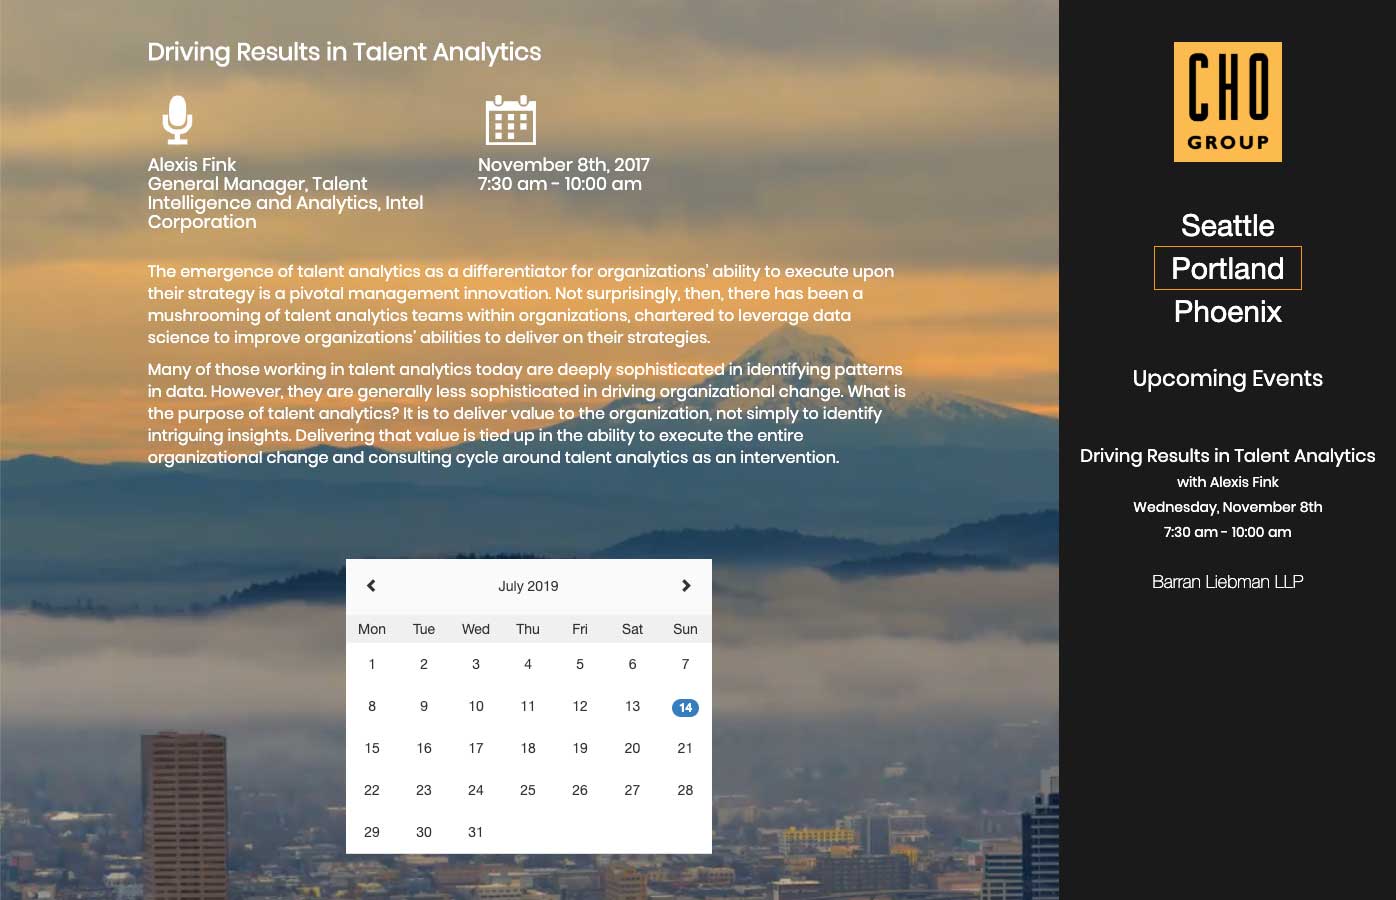 Driving Results in Talent Analytics
Alexis Fink
General Manager, Talent
Intelligence and Analytics, Intel
Corporation
November 8th, 2017
7:30 am - 10:00 am
The emergence of talent analytics as a differentiator for organizations' ability to execute upon
their strategy is a pivotal management innovation. Not surprisingly, then, there has been a
mushrooming of talent analytics teams within organizations, chartered to leverage data
science to improve organizations' abilities to deliver on their strategies.
Many of those working in talent analytics today are deeply sophisticated in identifying patterns
in data. However, they are generally less sophisticated in driving organizational change. What is
the purpose of talent analytics? It is to deliver value to the organization, not simply to identify
intriguing insights. Delivering that value is tied up in the ability to execute the entire
organizational change and consulting cycle around talent analytics as an intervention.
July 2019
Mon Tue Wed Thu Fri Sat Sun
1 2 3 4 5 6 7
8 9 10 11 12 13 14
15 16 17 18 19 20 21
22 23 24 25 26 27 28
29 30 31
CHO
GROUP
Seattle
Portland
Phoenix
Upcoming Events
Driving Results in Talent Analytics
with Alexis Fink
Wednesday, November 8th
7:30 am - 10:00 am
Barran Liebman LLP